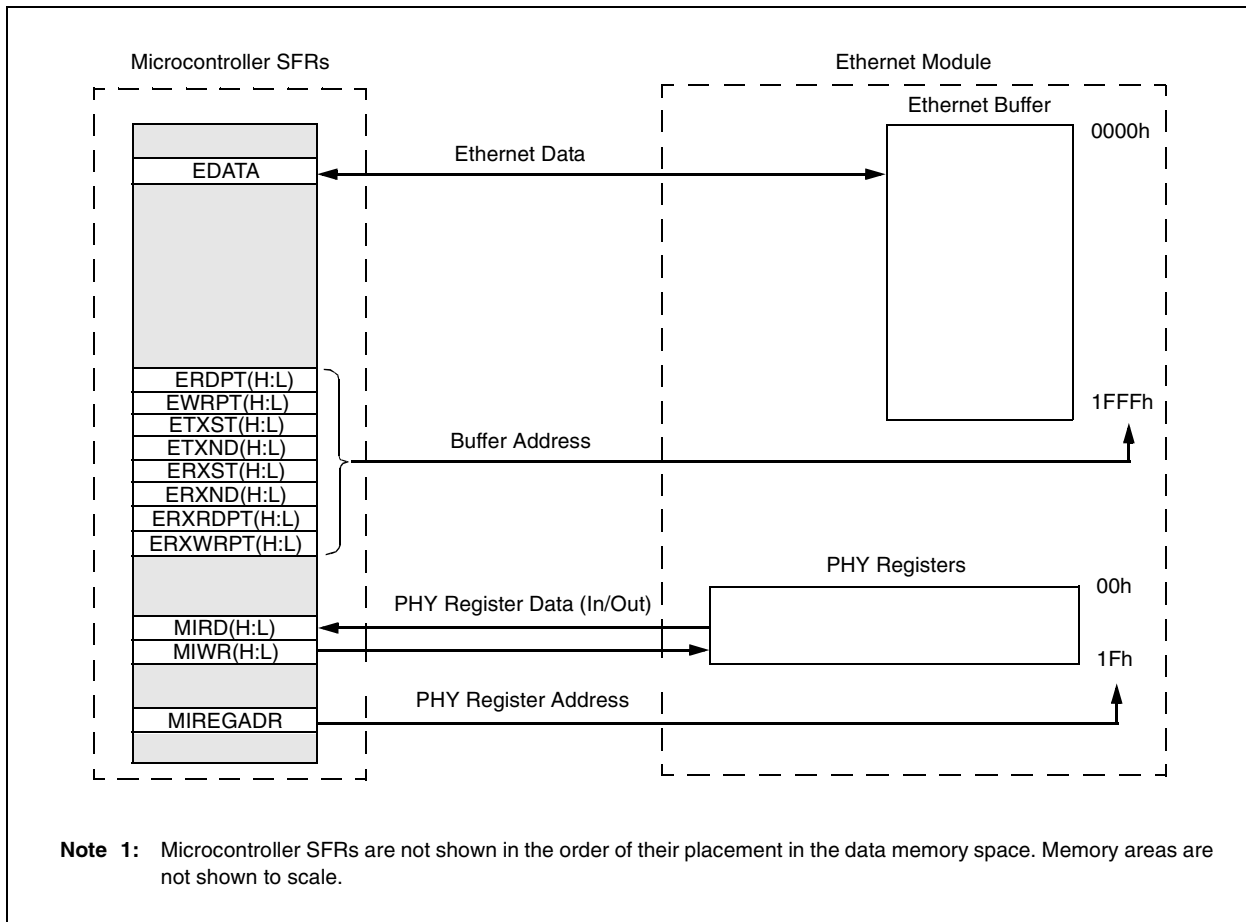 Microcontroller SFRs
Ethernet Module
Ethernet Buffer
0000h
Ethernet Data
EDATA
ERDPT(H:L)
EWRPT(H:L)
ETXST(H:L)
ETXND(H:L)
ERXST(H:L)
ERXND(H:L)
ERXRDPT(H:L)
ERXWRPT(H:L)
1FFFh
Buffer Address
PHY Registers
00h
PHY Register Data (In/Out)
MIRD(H:L)
MIWR(H:L)
1Fh
PHY Register Address
MIREGADR
Note 1: Microcontroller SFRs are not shown in the order of their placement in the data memory space. Memory areas are
not shown to scale.